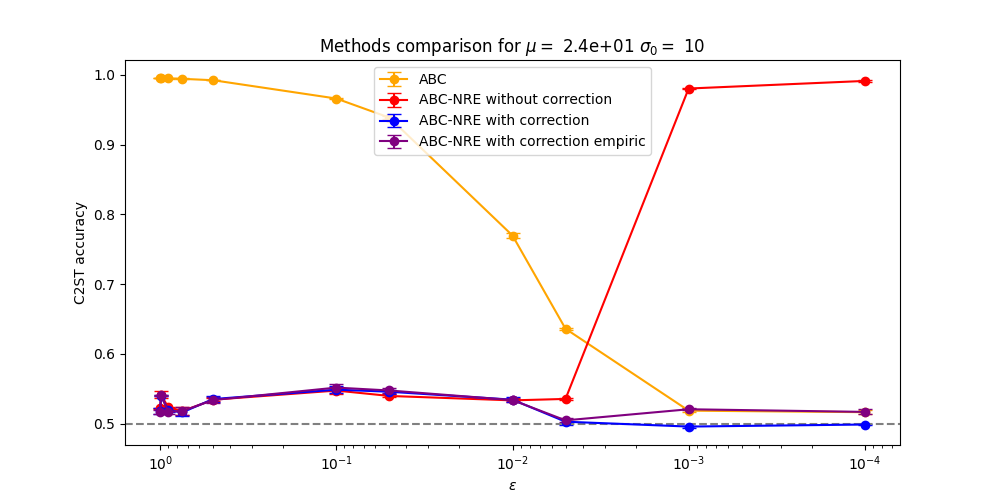 Methods comparison for μ = 2.4e+01 σ₀ = 10
ABC
ABC-NRE without correction
ABC-NRE with correction
ABC-NRE with correction empiric
C2ST accuracy
1.0
0.9
0.8
0.7
0.6
0.5
10⁰ 10⁻¹ 10⁻² 10⁻³ 10⁻⁴
ε